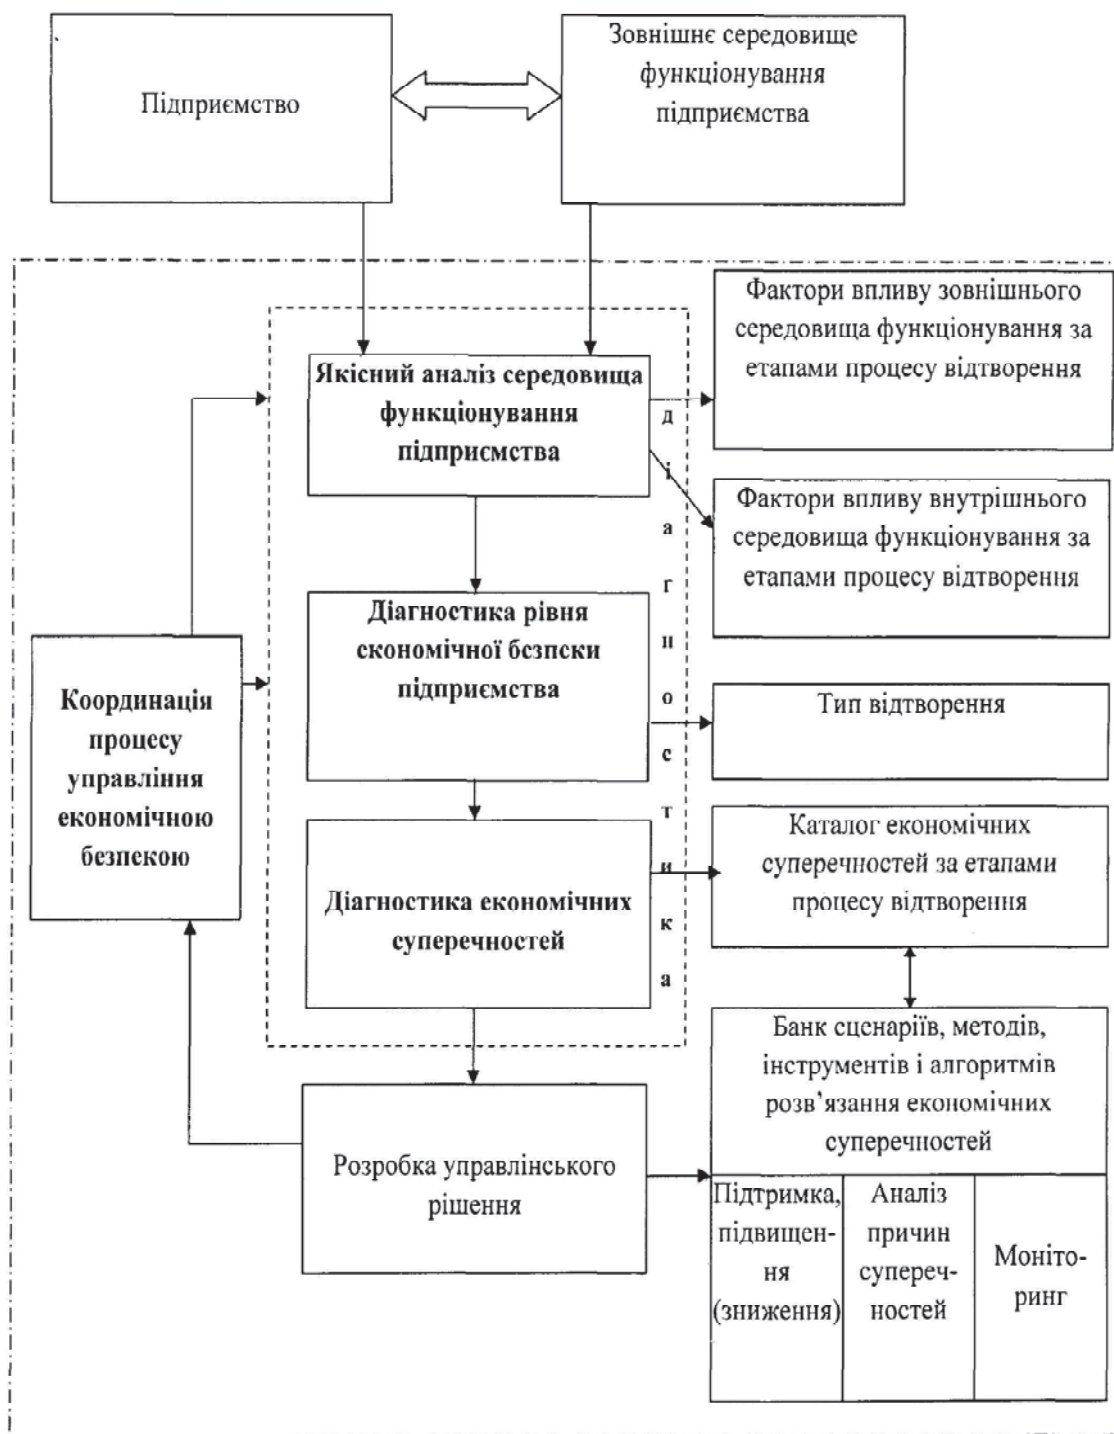 Підприємство
Зовнішнє середовище
функціонування
підприємства
Фактори впливу зовнішнього
середовища функціонування за
етапами процесу відтворення
Якісний аналіз середовища
функціонування
підприємства
Фактори впливу внутрішнього
середовища функціонування за
етапами процесу відтворення
д
і
а
г
н
о
с
т
и
к
а
Діагностика рівня
економічної безпеки
підприємства
Координація
процесу
управління
економічною
безпекою
Тип відтворення
Діагностика економічних
суперечностей
Каталог економічних
суперечностей за етапами
процесу відтворення
Банк сценаріїв, методів,
інструментів і алгоритмів
розв’язання економічних
суперечностей
Розробка управлінського
рішення
Підтримка,
підвищен-
ня
(зниження)
Аналіз
причин
супереч-
ностей
Моніто-
ринг